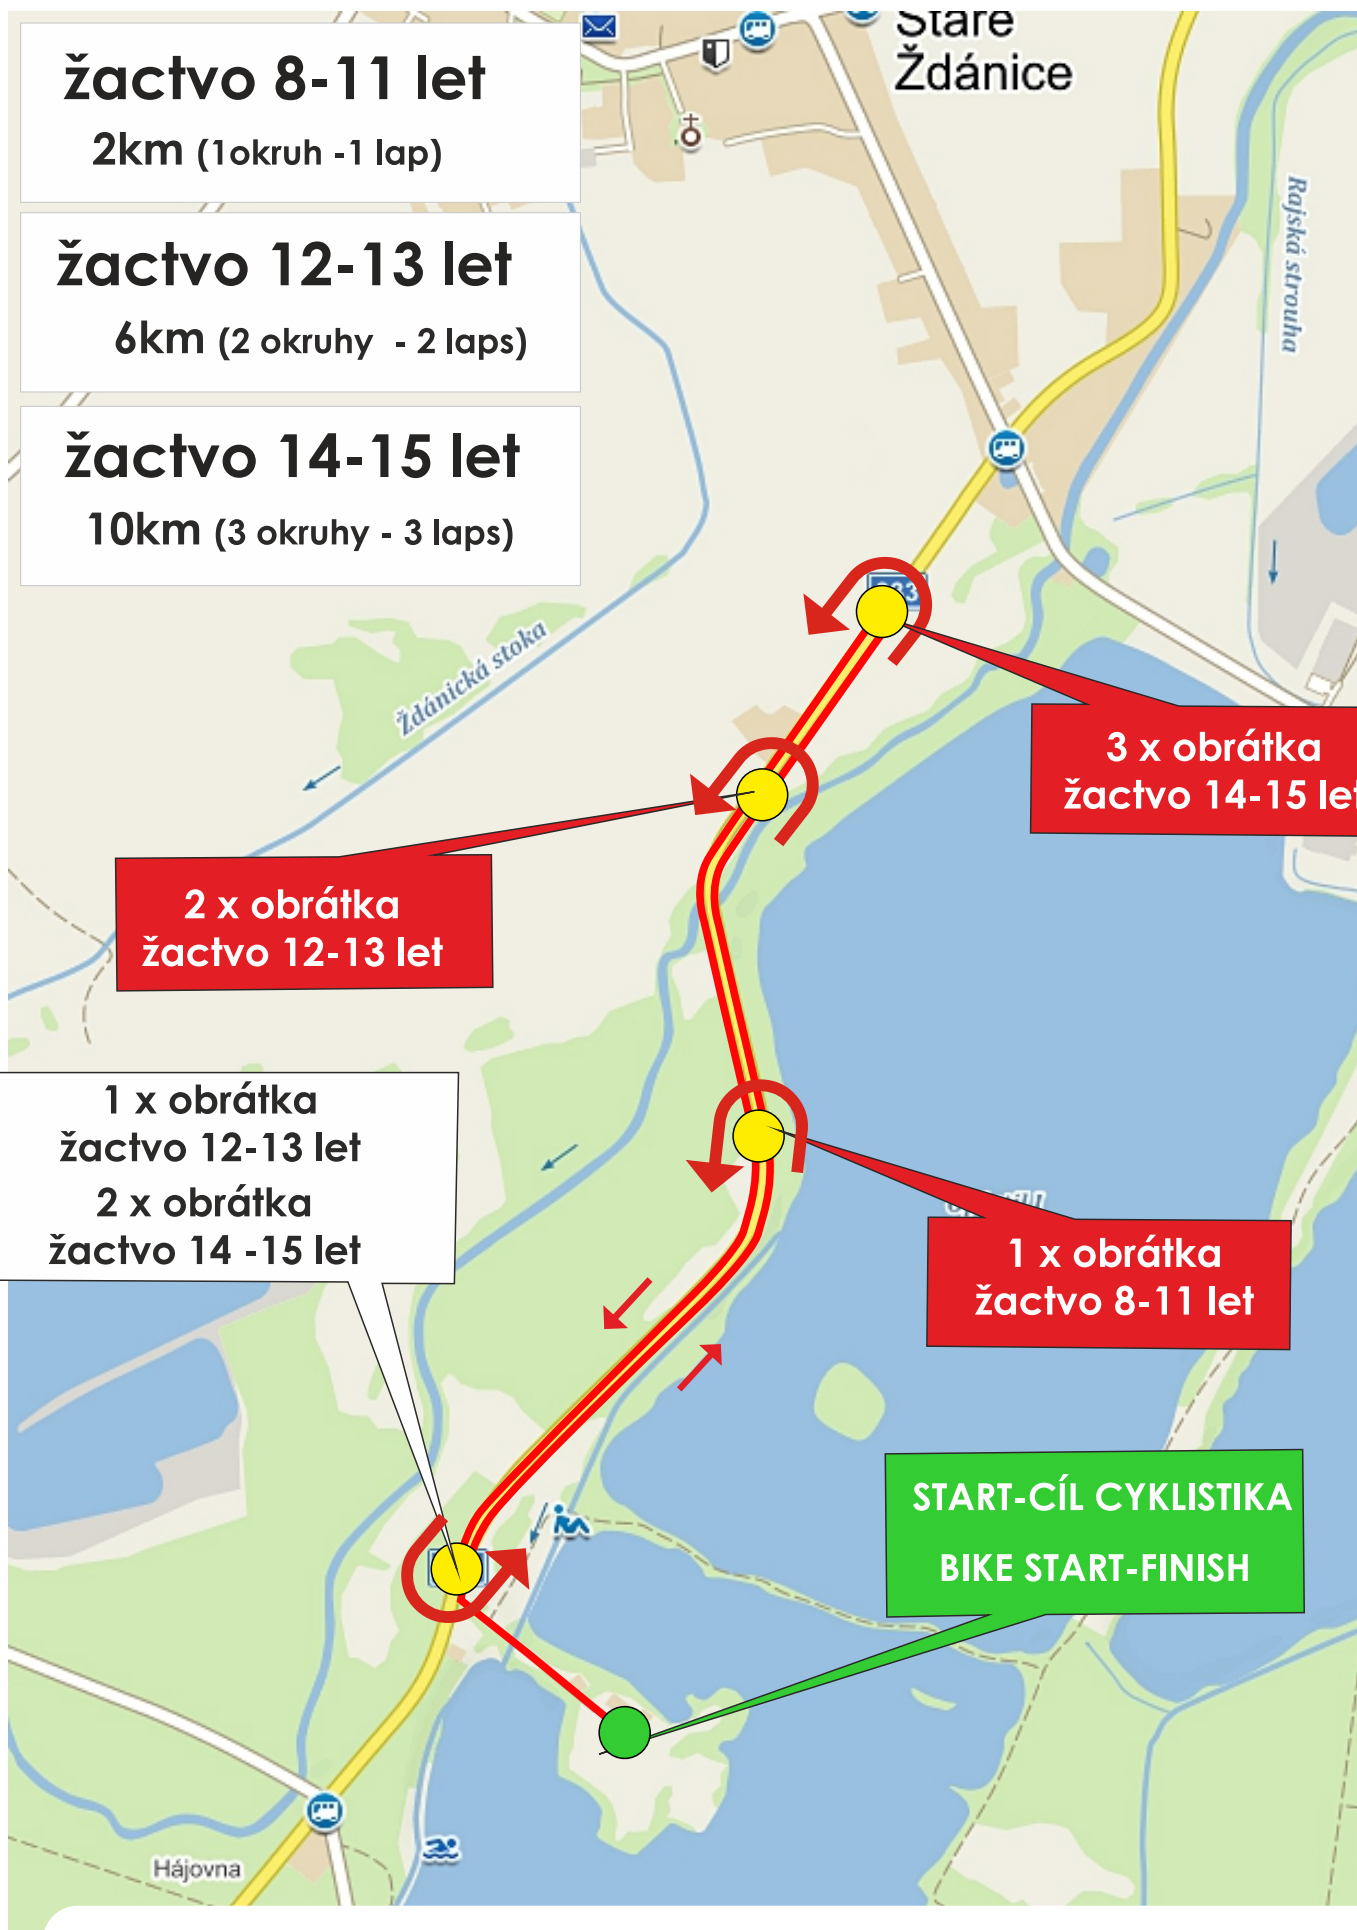 žactvo 8-11 let
2km (1okruh -1 lap)
žactvo 12-13 let
6km (2 okruhy - 2 laps)
žactvo 14-15 let
10km (3 okruhy - 3 laps)
Staré
Ždánice
Rajská strouha
Ždánická stoka
3 x obrátka
žactvo 14-15 let
2 x obrátka
žactvo 12-13 let
1 x obrátka
žactvo 12-13 let
2 x obrátka
žactvo 14 -15 let
1 x obrátka
žactvo 8-11 let
START-CÍL CYKLISTIKA
BIKE START-FINISH
Hájovna